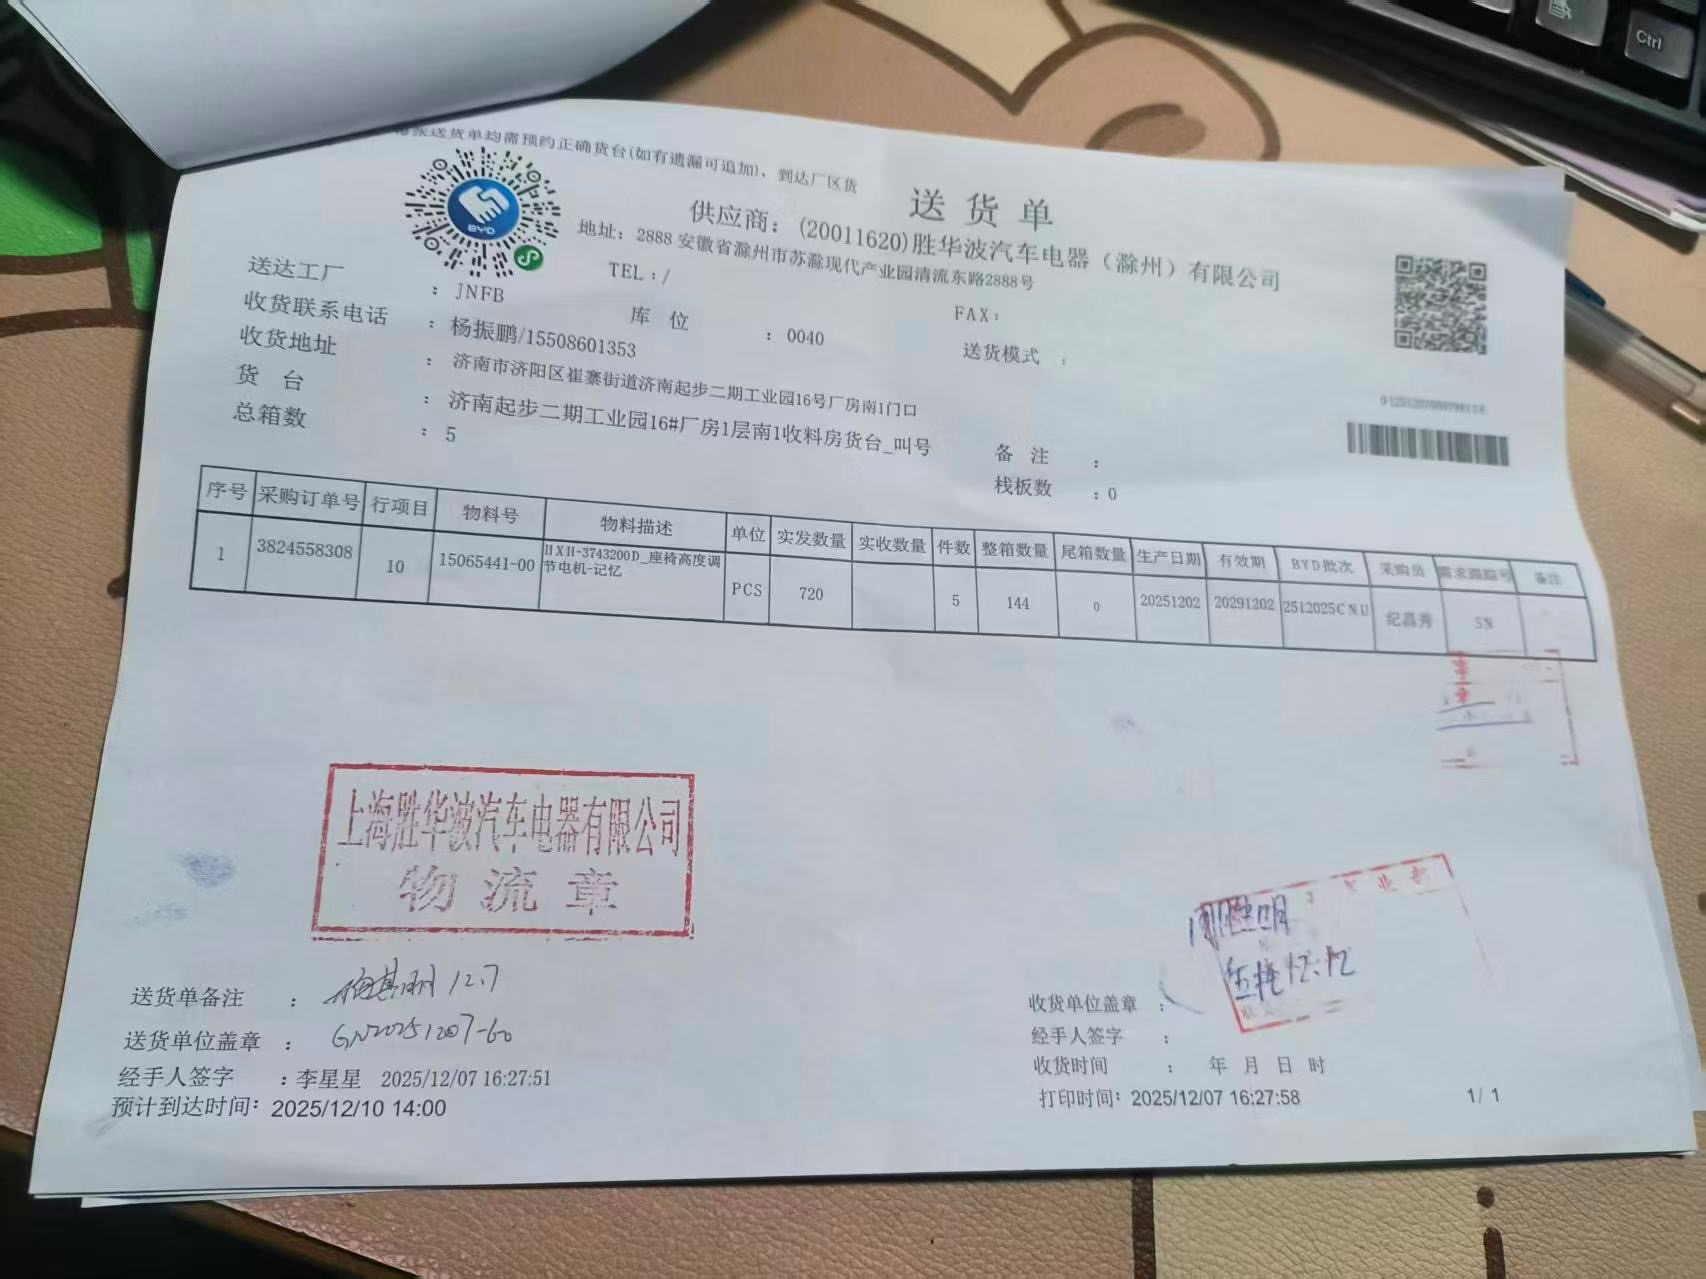 每张送货单均需预约正确货台(如有遗漏可追加)，到达厂区货
送货单
供应商：(20011620)胜华波汽车电器（滁州）有限公司
地址：2888 安徽省滁州市苏滁现代产业园清流东路2888号
BYD
TEL：/
FAX：
送达工厂 ：JNFB
库 位 ：0040
送货模式 ：
收货联系电话 ：杨振鹏/15508601353
收货地址 ：济南市济阳区崔寨街道济南起步二期工业园16号厂房南1门口
货 台 ：济南起步二期工业园16#厂房1层南1收料房货台_叫号
备 注 ：
总箱数 ：5
栈板数 ：0
序号 采购订单号 行项目 物料号 物料描述 单位 实发数量 实收数量 件数 整箱数量 尾箱数量 生产日期 有效期 BYD批次 采购员 需求跟踪号 备注
1 3824558308 10 15065441-00 HXH-3743200D_座椅高度调节电机-记忆 PCS 720 5 144 0 20251202 20291202 2512025CNU 纪昌秀 SN
上海胜华波汽车电器有限公司
物流章
送货单备注 ： 12.7
送货单位盖章 ： GN20251207-60
经手人签字 ：李星星 2025/12/07 16:27:51
预计到达时间：2025/12/10 14:00
收货单位盖章 ：
经手人签字 ：
收货时间 ： 年 月 日 时
打印时间：2025/12/07 16:27:58
1/ 1
Ctrl